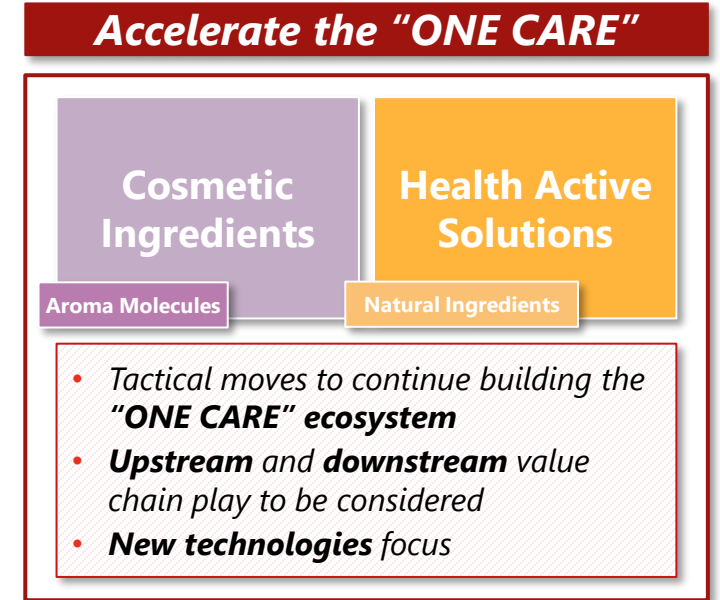 Accelerate the “ONE CARE”
Cosmetic
Ingredients
Aroma Molecules
Health Active
Solutions
Natural Ingredients
• Tactical moves to continue building the
“ONE CARE” ecosystem
• Upstream and downstream value
chain play to be considered
• New technologies focus